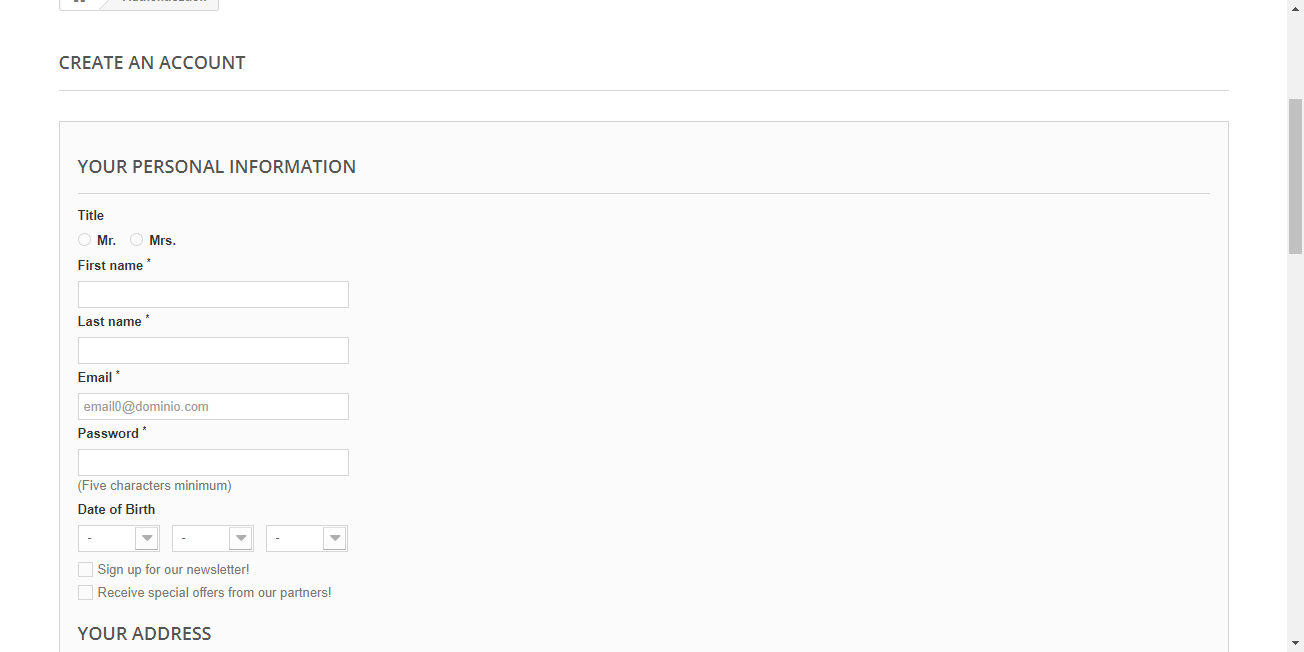 CREATE AN ACCOUNT
YOUR PERSONAL INFORMATION
Title
Mr. Mrs.
First name *
Last name *
Email *
email0@dominio.com
Password *
(Five characters minimum)
Date of Birth
- - -
Sign up for our newsletter!
Receive special offers from our partners!
YOUR ADDRESS